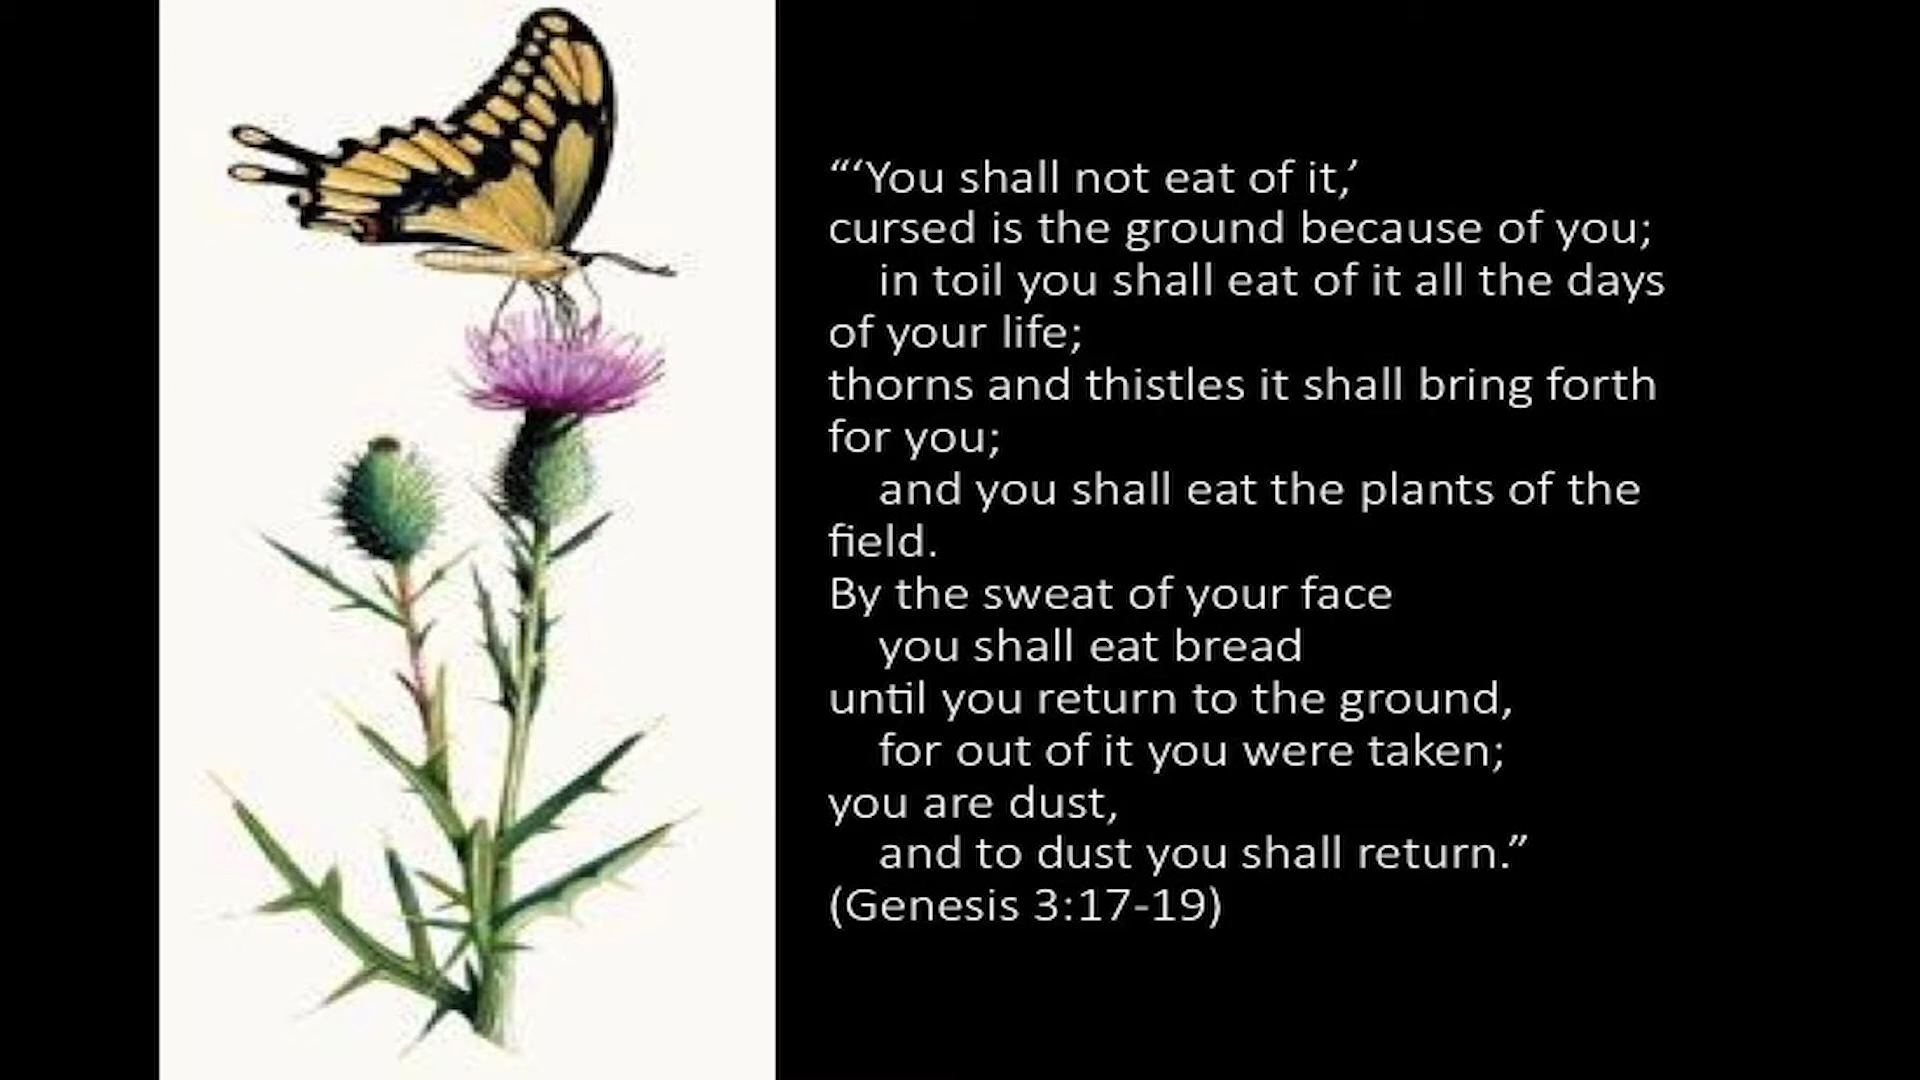 “‘You shall not eat of it,’
cursed is the ground because of you;
in toil you shall eat of it all the days
of your life;
thorns and thistles it shall bring forth
for you;
and you shall eat the plants of the
field.
By the sweat of your face
you shall eat bread
until you return to the ground,
for out of it you were taken;
you are dust,
and to dust you shall return.”
(Genesis 3:17-19)